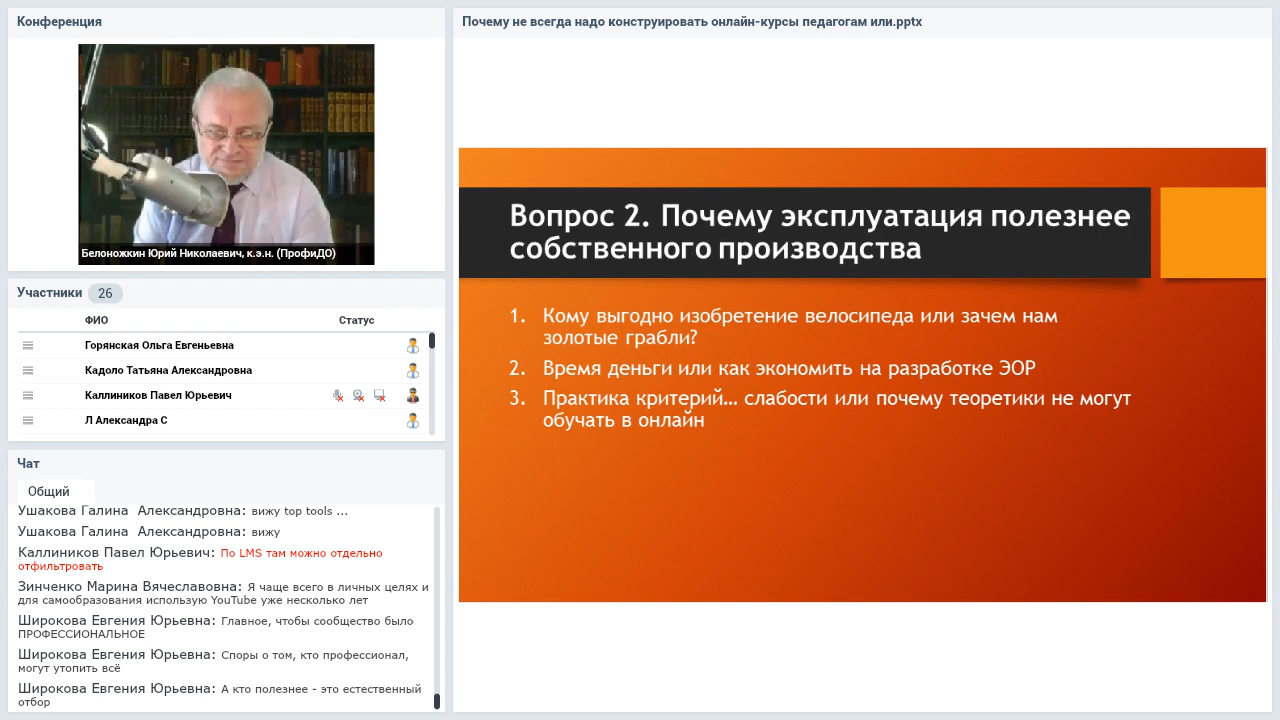 Конференция
Белоножкин Юрий Николаевич, к.э.н. (ПрофиДО)
Участники 26
ФИО Статус
Горянская Ольга Евгеньевна
Кадоло Татьяна Александровна
Каллиников Павел Юрьевич
Л Александра С
Чат
Общий
Ушакова Галина Александровна: вижу top tools ...
Ушакова Галина Александровна: вижу
Каллиников Павел Юрьевич: По LMS там можно отдельно
отфильтровать
Зинченко Марина Вячеславовна: Я чаще всего в личных целях и
для самообразования использую YouTube уже несколько лет
Широкова Евгения Юрьевна: Главное, чтобы сообщество было
ПРОФЕССИОНАЛЬНОЕ
Широкова Евгения Юрьевна: Споры о том, кто профессионал,
могут утопить всё
Широкова Евгения Юрьевна: А кто полезнее - это естественный
отбор
Почему не всегда надо конструировать онлайн-курсы педагогам или.pptx
Вопрос 2. Почему эксплуатация полезнее
собственного производства
1. Кому выгодно изобретение велосипеда или зачем нам
золотые грабли?
2. Время деньги или как экономить на разработке ЭОР
3. Практика критерий… слабости или почему теоретики не могут
обучать в онлайн